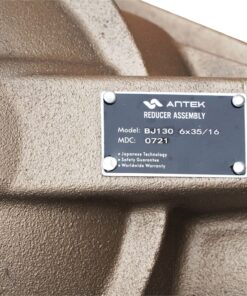 ANTEK
REDUCER ASSEMBLY
Model: BJ130 6x35/16
MDC: 0721
• Japanese Technology
• Safety Guarantee
• Worldwide Warranty